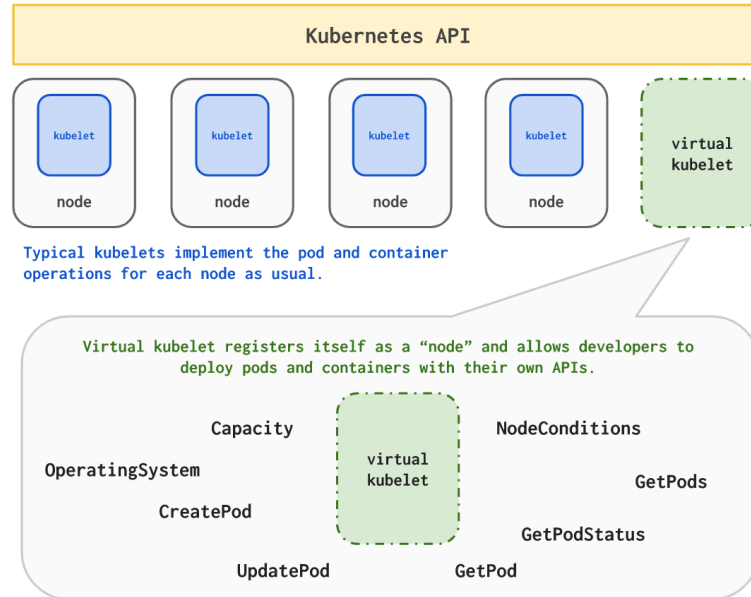 Kubernetes API
kubelet
kubelet
kubelet
kubelet
virtual
kubelet
node
node
node
node
Typical kubelets implement the pod and container
operations for each node as usual.
Virtual kubelet registers itself as a “node” and allows developers to
deploy pods and containers with their own APIs.
Capacity
NodeConditions
virtual
kubelet
OperatingSystem
GetPods
CreatePod
GetPodStatus
UpdatePod
GetPod